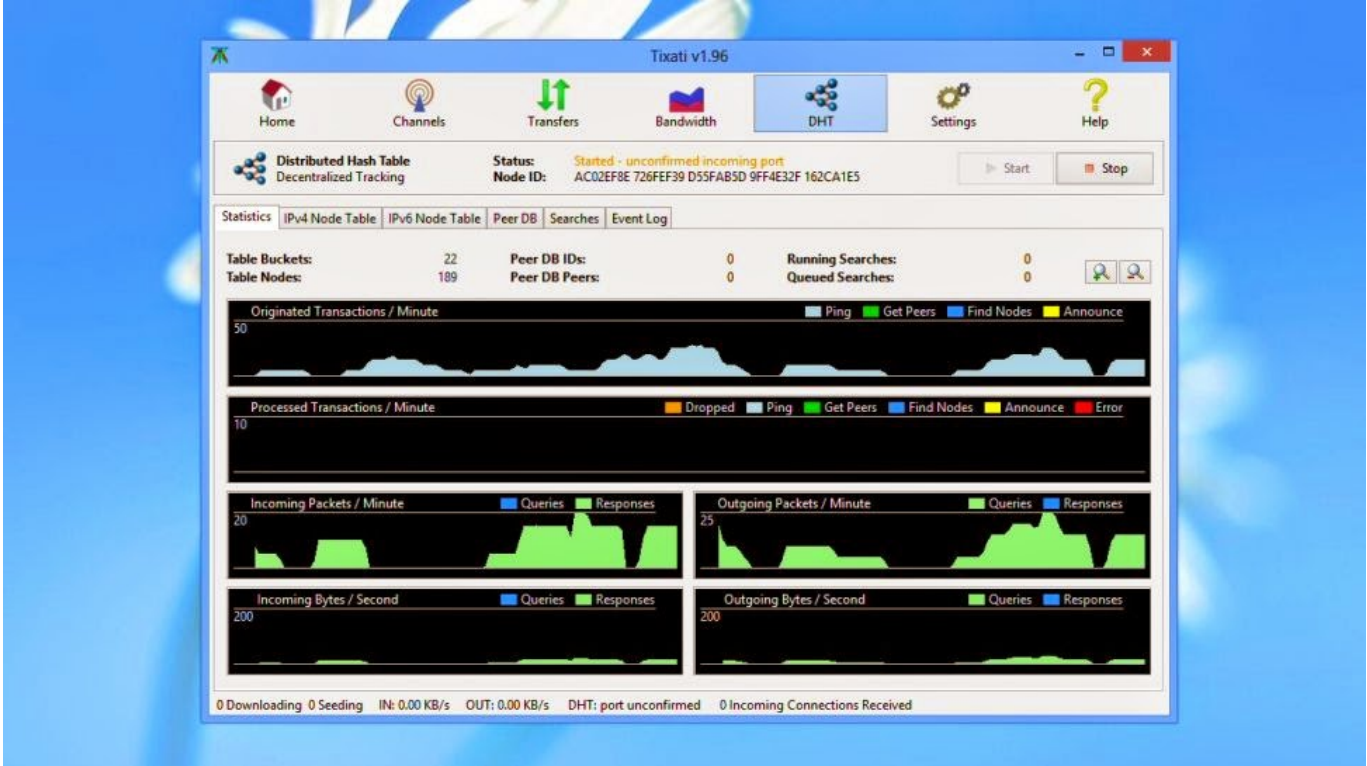 Tixati v1.96
Home Channels Transfers Bandwidth DHT Settings Help
Distributed Hash Table Status: Started - unconfirmed incoming port
Decentralized Tracking Node ID: AC02EF8E 726FEF39 D55FAB5D 9FF4E32F 162CA1E5
Start Stop
Statistics IPv4 Node Table IPv6 Node Table Peer DB Searches Event Log
Table Buckets: 22 Peer DB IDs: 0 Running Searches: 0
Table Nodes: 189 Peer DB Peers: 0 Queued Searches: 0
Originated Transactions / Minute Ping Get Peers Find Nodes Announce
50
Processed Transactions / Minute Dropped Ping Get Peers Find Nodes Announce Error
10
Incoming Packets / Minute Queries Responses
20
Outgoing Packets / Minute Queries Responses
25
Incoming Bytes / Second Queries Responses
200
Outgoing Bytes / Second Queries Responses
200
0 Downloading 0 Seeding IN: 0.00 KB/s OUT: 0.00 KB/s DHT: port unconfirmed 0 Incoming Connections Received